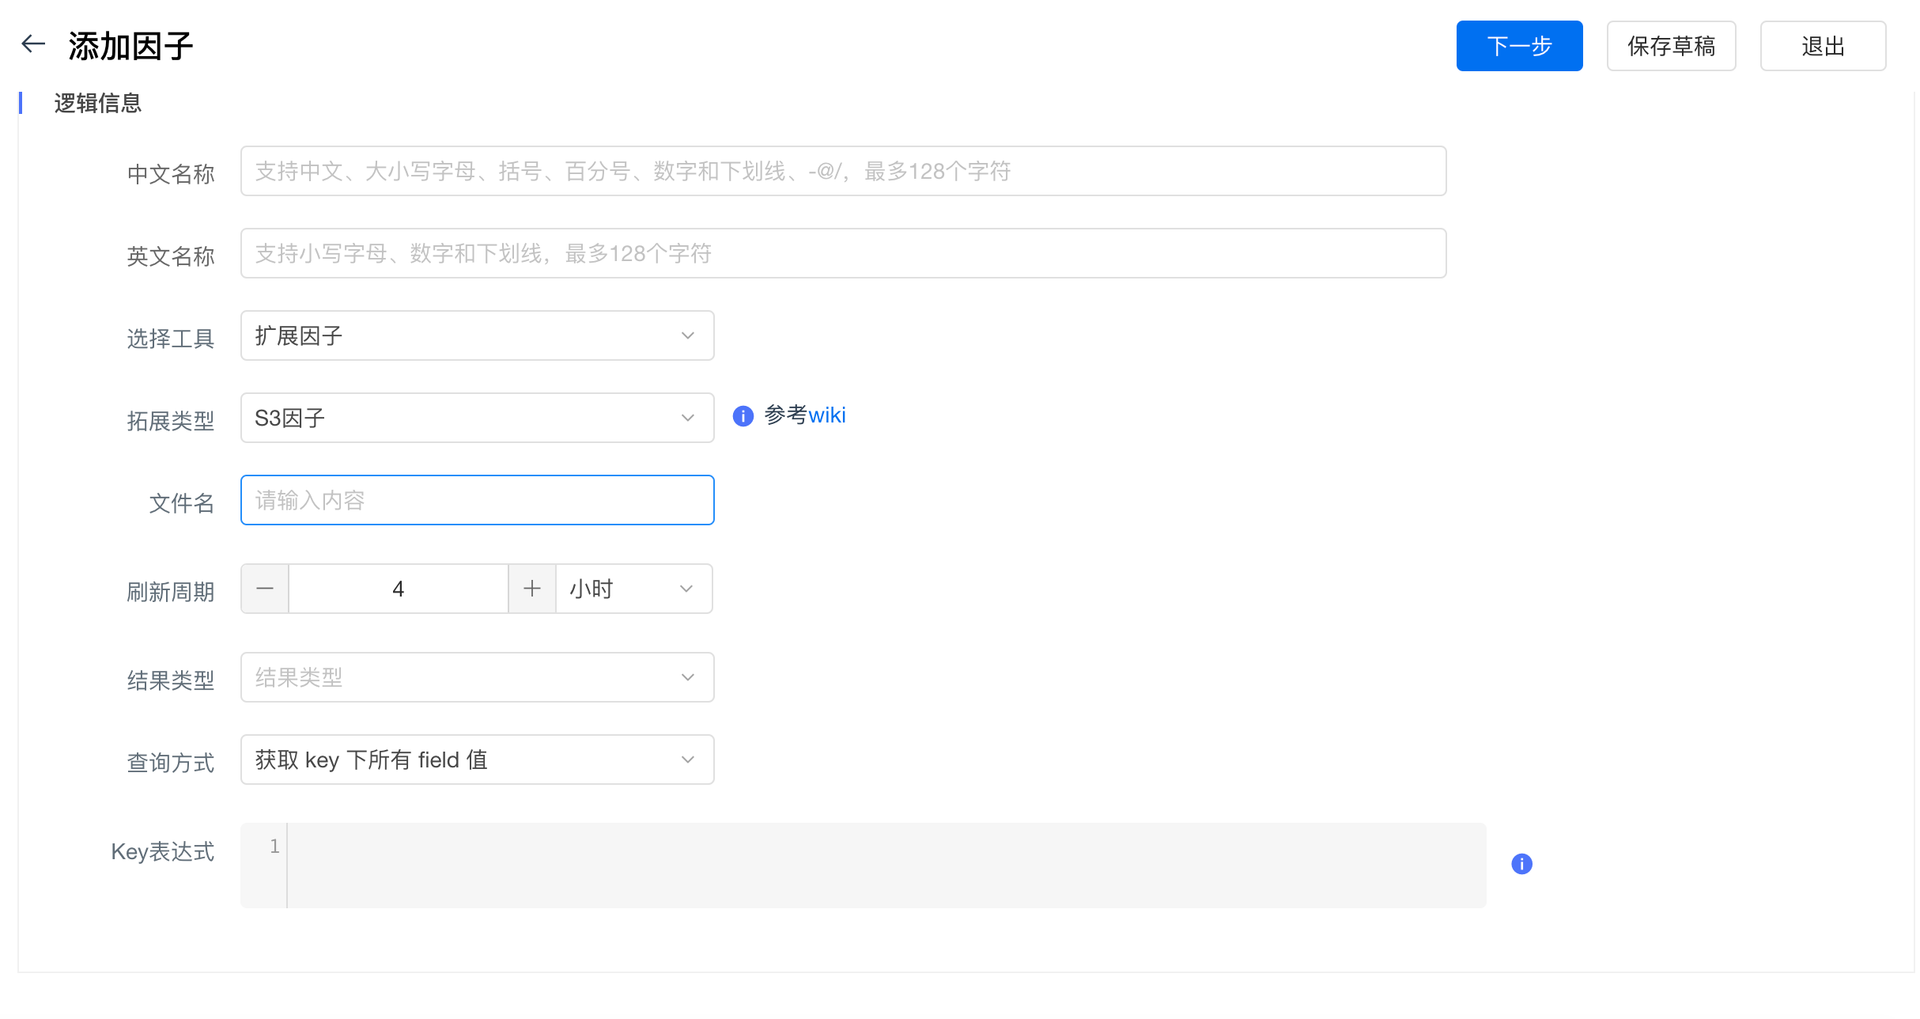 添加因子
下一步
保存草稿
退出
逻辑信息
中文名称
支持中文、大小写字母、括号、百分号、数字和下划线、-@/，最多128个字符
英文名称
支持小写字母、数字和下划线，最多128个字符
选择工具
扩展因子
拓展类型
S3因子
参考wiki
文件名
请输入内容
刷新周期
4
小时
结果类型
结果类型
查询方式
获取 key 下所有 field 值
Key表达式
1